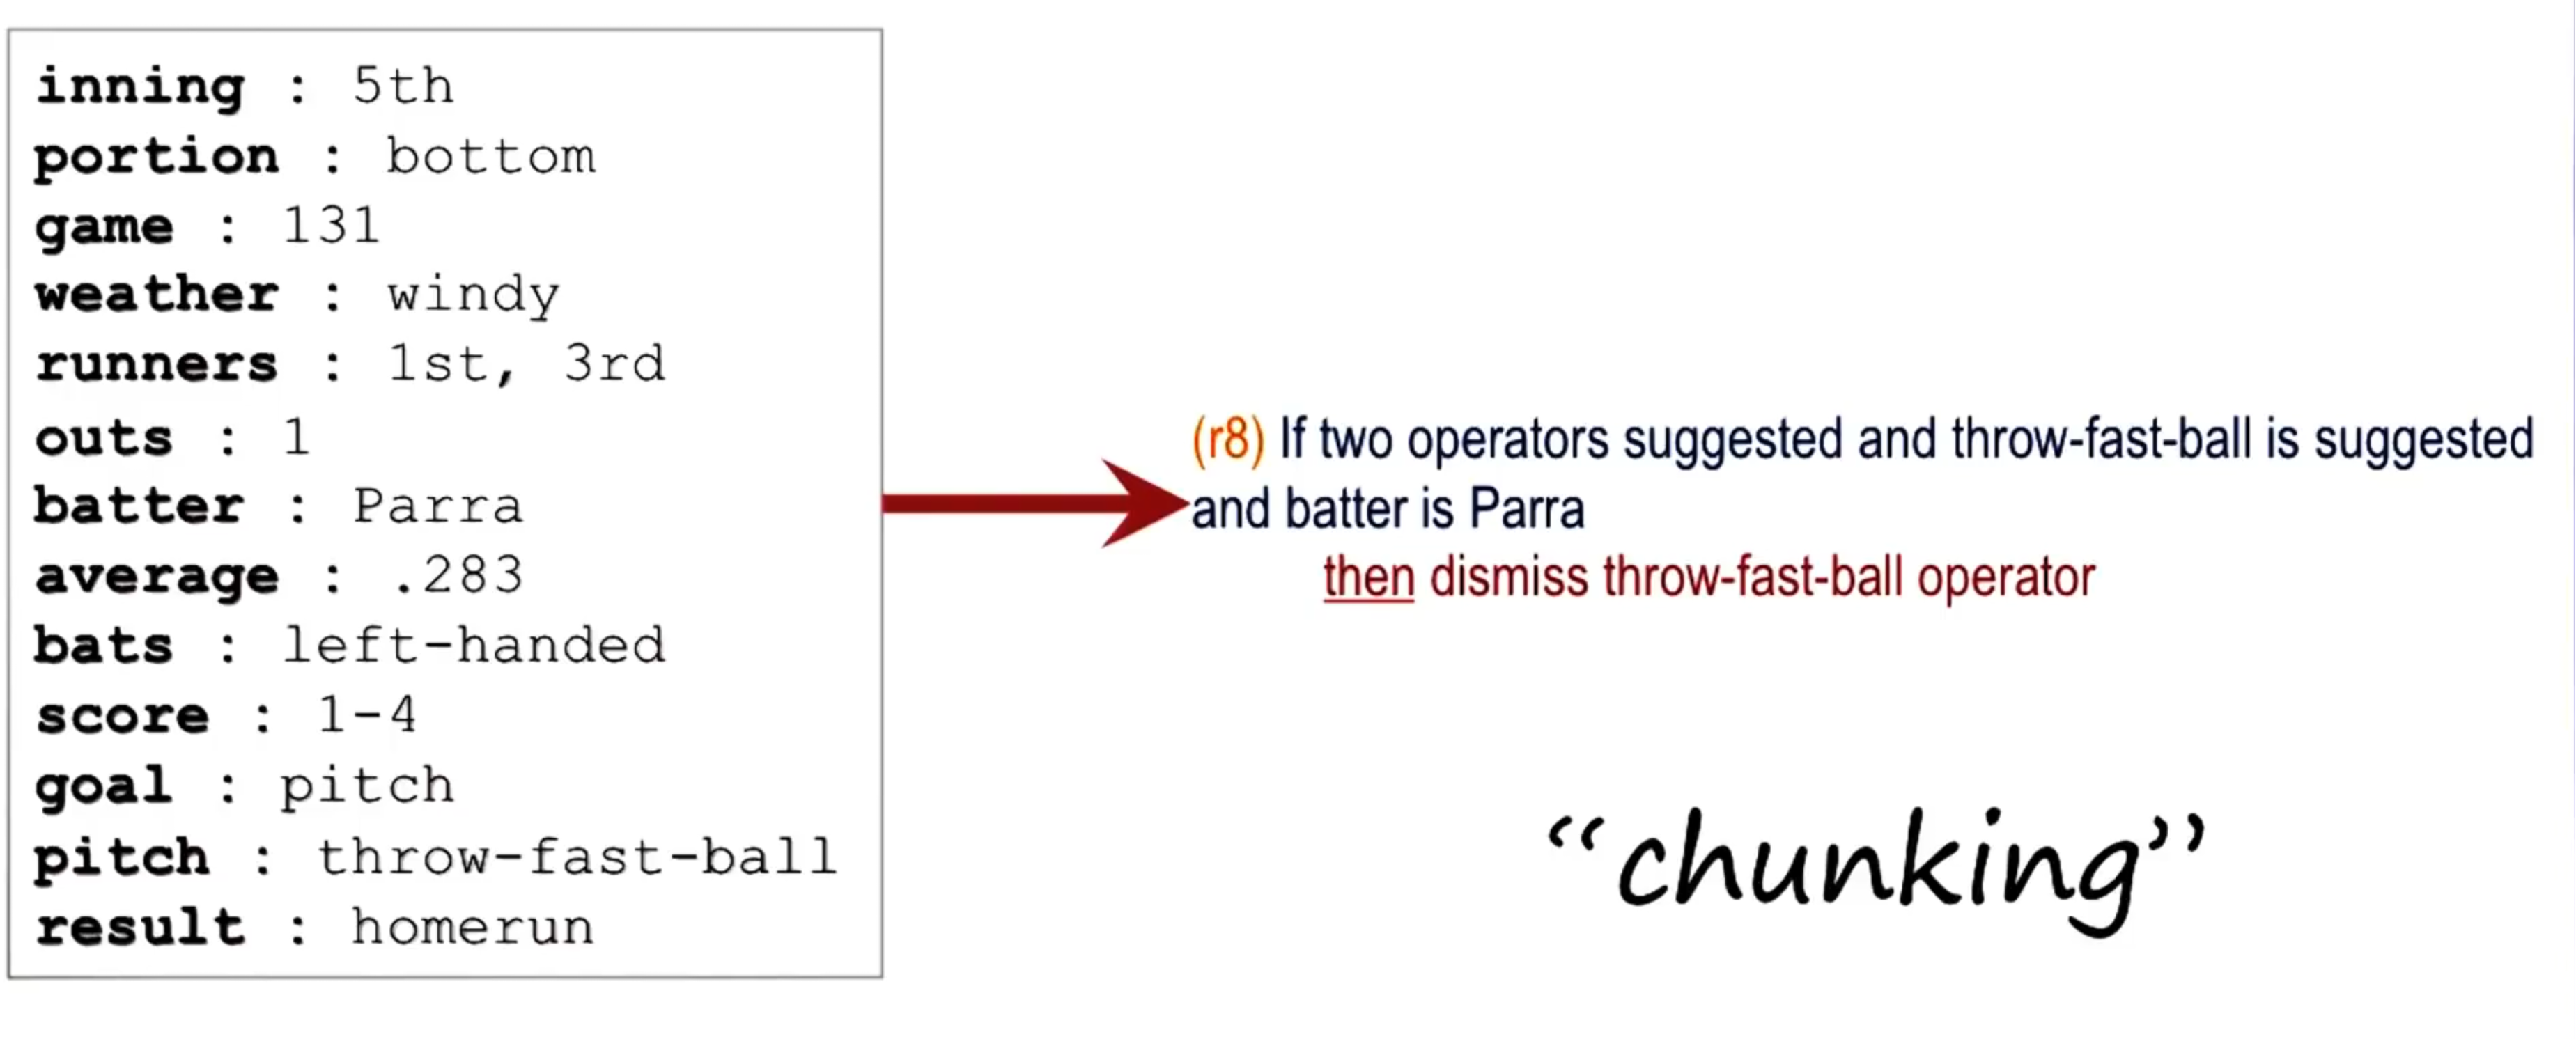 inning : 5th
portion : bottom
game : 131
weather : windy
runners : 1st, 3rd
outs : 1
batter : Parra
average : .283
bats : left-handed
score : 1-4
goal : pitch
pitch : throw-fast-ball
result : homerun
(r8) If two operators suggested and throw-fast-ball is suggested
and batter is Parra
then dismiss throw-fast-ball operator
“chunking”